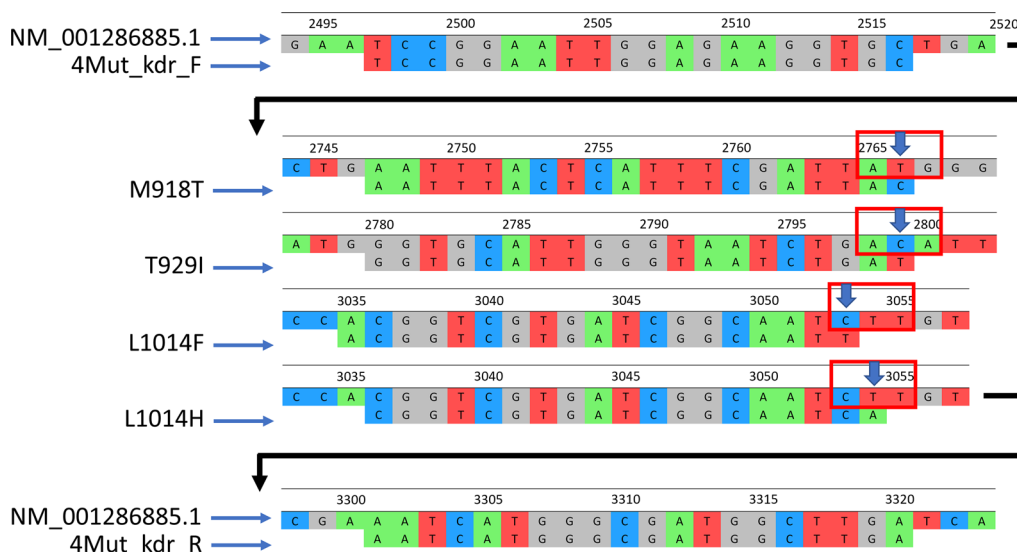 2495 2500 2505 2510 2515 2520
NM_001286885.1 G A A T C C G G A A T T G G A G A A G G T G C T G A
4Mut_kdr_F T C C G G A A T T G G A G A A G G T G C
2745 2750 2755 2760 2765
C T G A A T T T A C T C A T T T C G A T T A T G G G
M918T A A T T T A C T C A T T T C G A T T A C
2780 2785 2790 2795 2800
A T G G G T G C A T T G G G T A A T C T G A C A T T
T929I G G T G C A T T G G G T A A T C T G A T
3035 3040 3045 3050 3055
C C A C G G T C G T G A T C G G C A A T C T T G T
L1014F A C G G T C G T G A T C G G C A A T T
3035 3040 3045 3050 3055
C C A C G G T C G T G A T C G G C A A T C T T G T
L1014H C G G T C G T G A T C G G C A A T C A
3300 3305 3310 3315 3320
NM_001286885.1 C G A A A T C A T G G G C G A T G G C T T G A T C A
4Mut_kdr_R A A T C A T G G G C G A T G G C T T G A